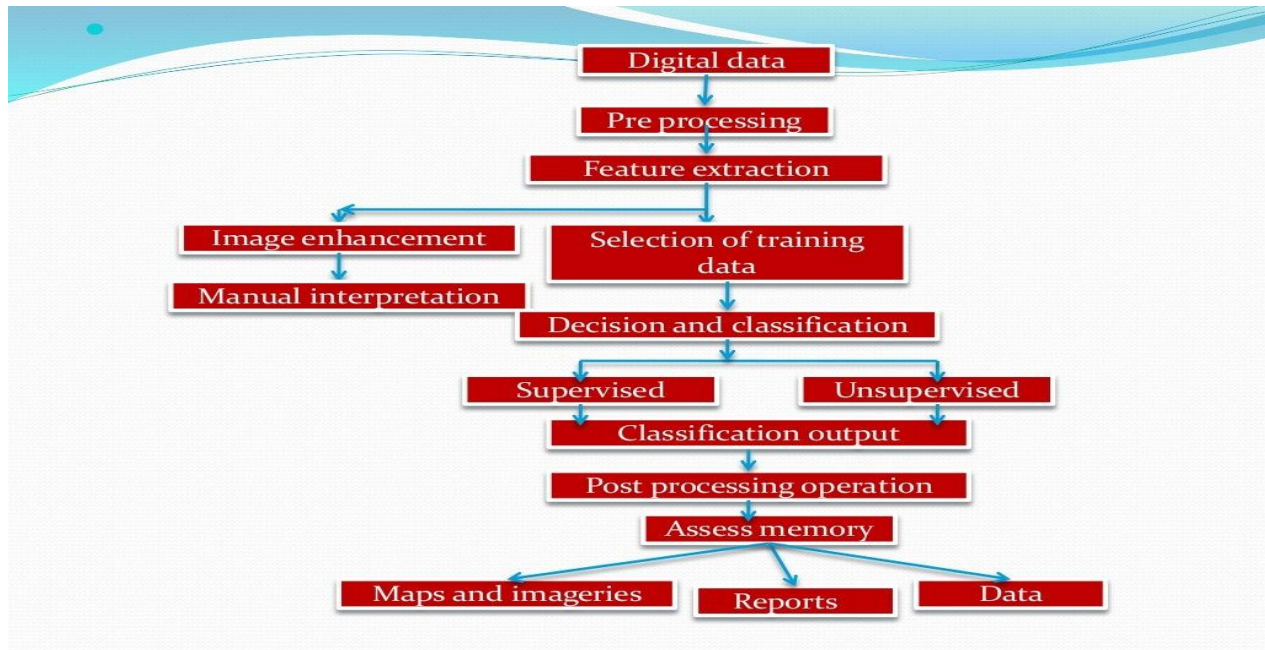 Digital data
Pre processing
Feature extraction
Image enhancement
Selection of training
data
Manual interpretation
Decision and classification
Supervised
Unsupervised
Classification output
Post processing operation
Assess memory
Maps and imageries
Reports
Data